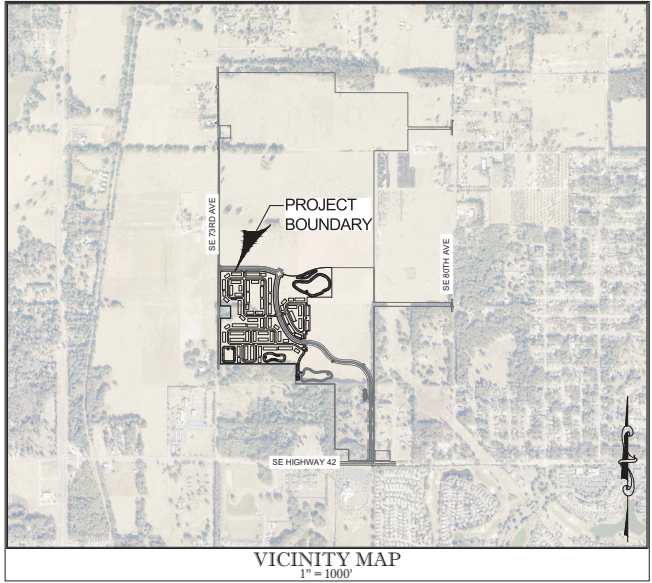 PROJECT
BOUNDARY
SE 73RD AVE
SE 80TH AVE
SE HIGHWAY 42
VICINITY MAP
1" = 1000'